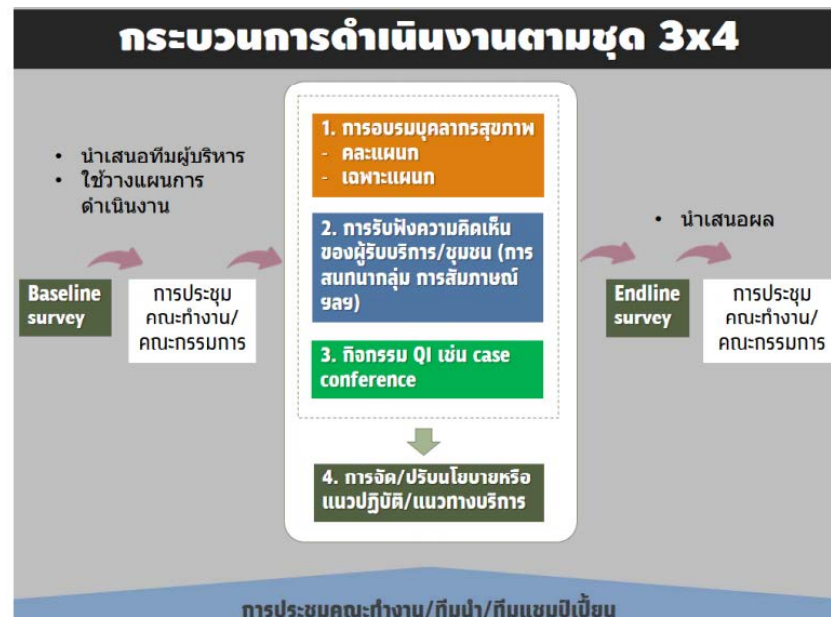 กระบวนการดำเนินงานตามชุด 3x4
• นำเสนอทีมผู้บริหาร
• ใช้วางแผนการ
ดำเนินงาน
Baseline
survey
การประชุม
คณะทำงาน/
คณะกรรมการ
1. การอบรมบุคลากรสุขภาพ
- คละแผนก
- เฉพาะแผนก
2. การรับฟังความคิดเห็น
ของผู้รับบริการ/ชุมชน (การ
สนทนากลุ่ม การสัมภาษณ์
ฯลฯ)
3. กิจกรรม QI เช่น case
conference
4. การจัด/ปรับนโยบายหรือ
แนวปฏิบัติ/แนวทางบริการ
• นำเสนอผล
Endline
survey
การประชุม
คณะทำงาน/
คณะกรรมการ
การประชุมคณะทำงาน/ทีมนำ/ทีมแชมป์เปี้ยน